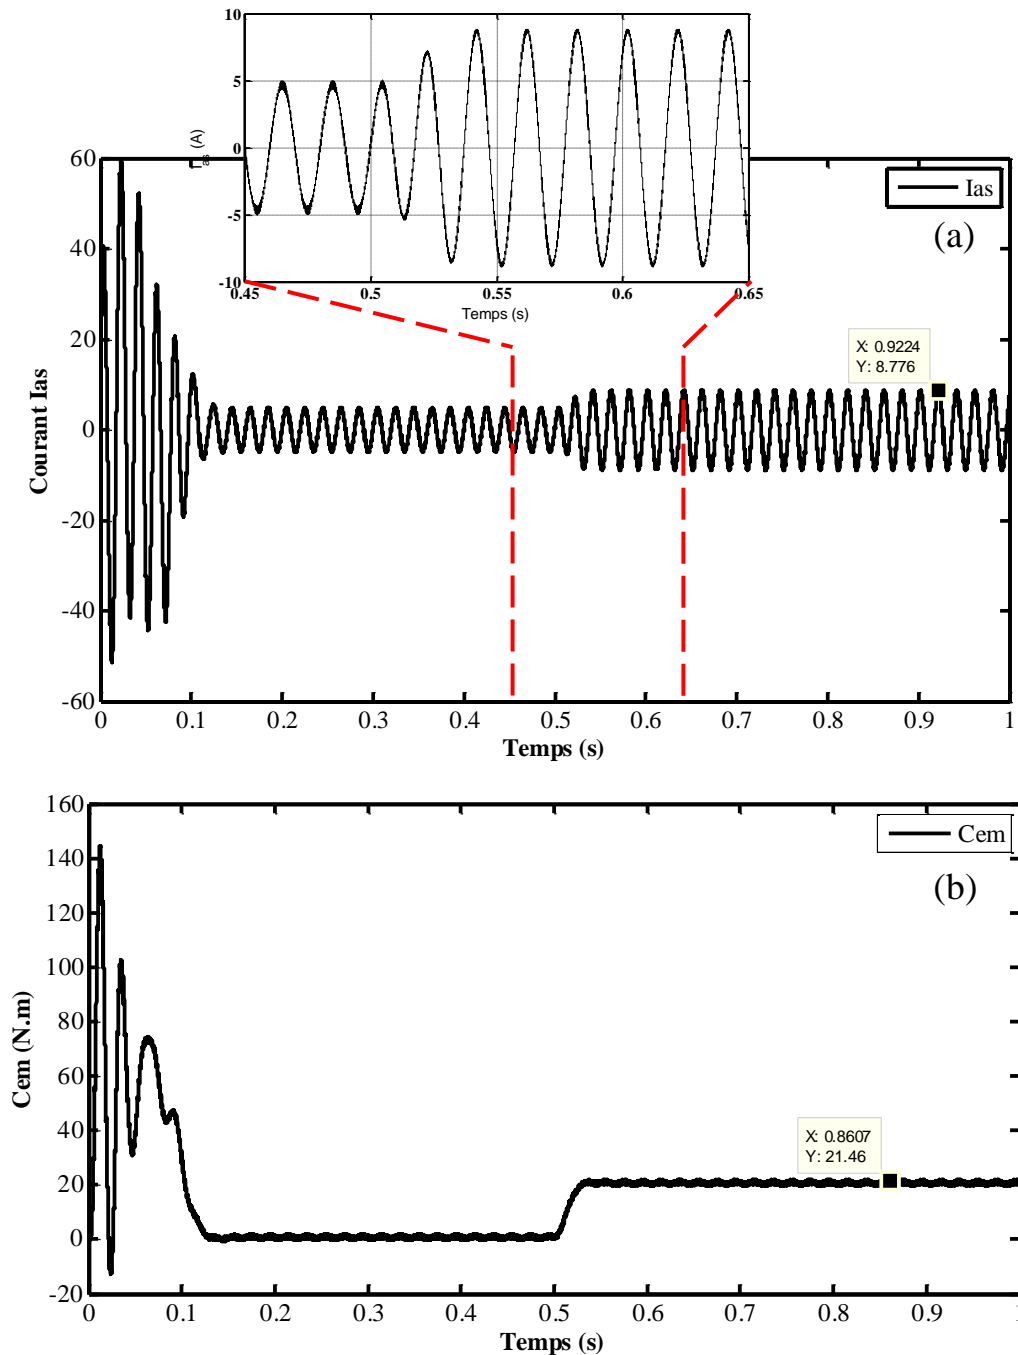 10
5
0
-5
-10
I_as (A)
0.45 0.5 0.55 0.6 0.65
Temps (s)
60
40
20
0
-20
-40
-60
Courant Ias
Ias
(a)
X: 0.9224
Y: 8.776
0 0.1 0.2 0.3 0.4 0.5 0.6 0.7 0.8 0.9 1
Temps (s)
160
140
120
100
80
60
40
20
0
-20
Cem (N.m)
Cem
(b)
X: 0.8607
Y: 21.46
0 0.1 0.2 0.3 0.4 0.5 0.6 0.7 0.8 0.9 1
Temps (s)